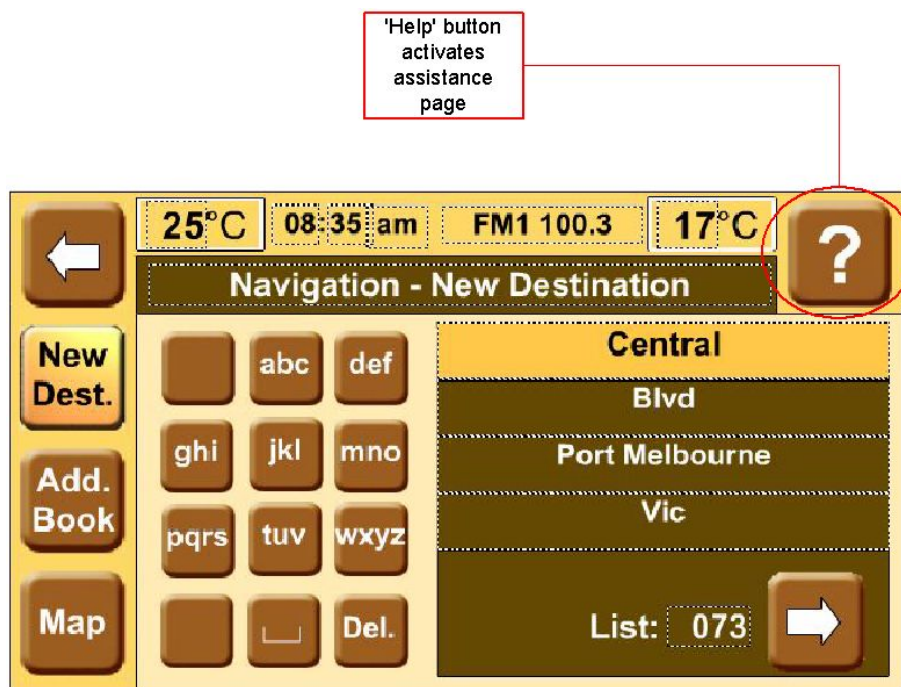 'Help' button
activates
assistance
page
25°C 08:35 am FM1 100.3 17°C ?
Navigation - New Destination
New
Dest.
Add.
Book
Map
abc def
ghi jkl mno
pqrs tuv wxyz
Del.
Central
Blvd
Port Melbourne
Vic
List: 073